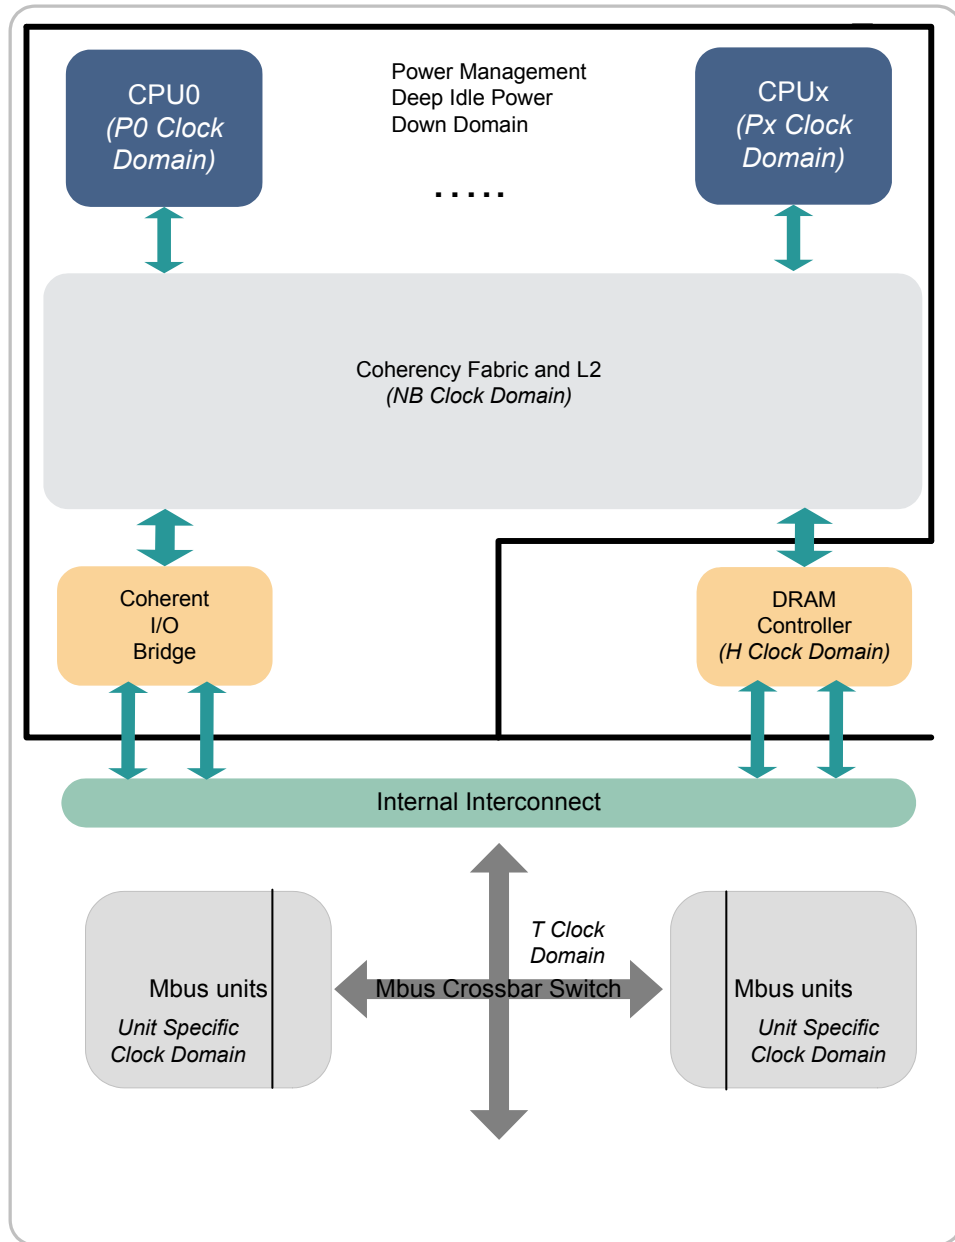 CPU0
(P0 Clock
Domain)
Power Management
Deep Idle Power
Down Domain
CPUx
(Px Clock
Domain)
.....
Coherency Fabric and L2
(NB Clock Domain)
Coherent
I/O
Bridge
DRAM
Controller
(H Clock Domain)
Internal Interconnect
T Clock
Domain
Mbus units
Unit Specific
Clock Domain
Mbus Crossbar Switch
Mbus units
Unit Specific
Clock Domain